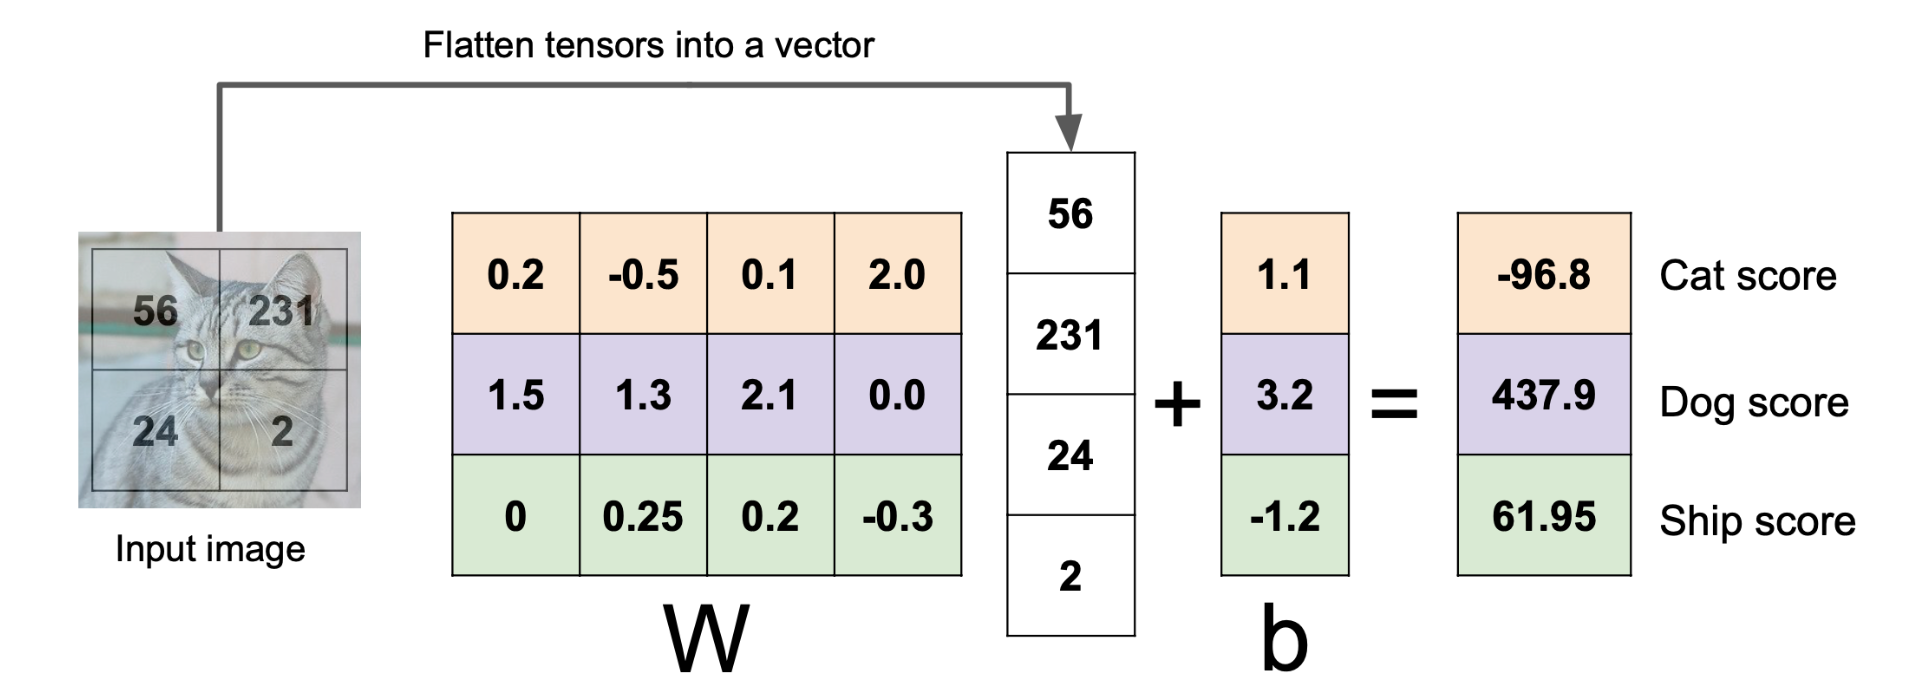 Flatten tensors into a vector
56 231
24 2
Input image
0.2 -0.5 0.1 2.0
1.5 1.3 2.1 0.0
0 0.25 0.2 -0.3
W
56
231
24
2
+
1.1
3.2
-1.2
b
=
-96.8 Cat score
437.9 Dog score
61.95 Ship score